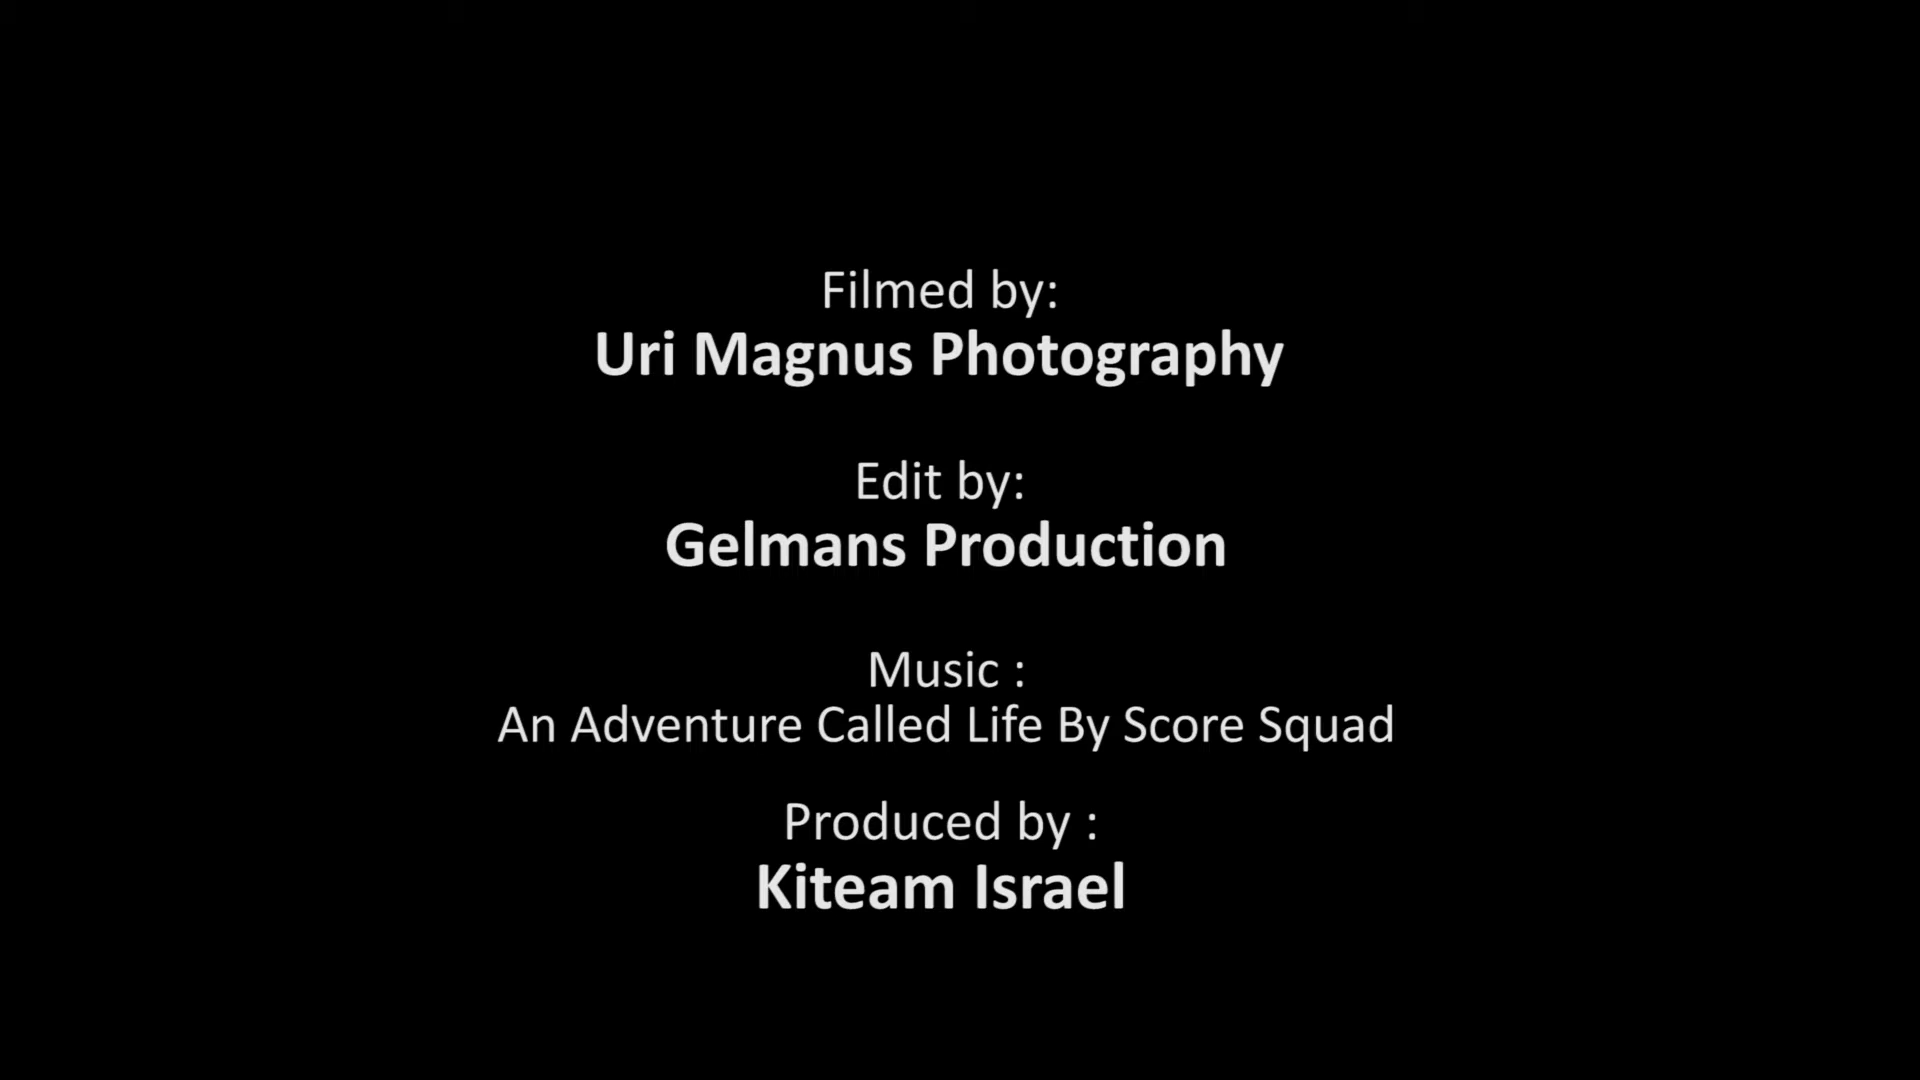 Filmed by:
Uri Magnus Photography
Edit by:
Gelmans Production
Music :
An Adventure Called Life By Score Squad
Produced by :
Kiteam Israel